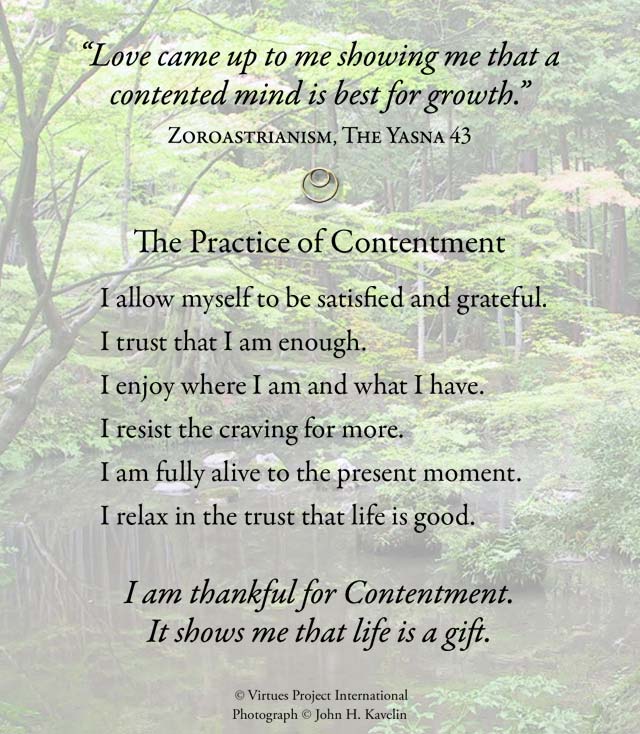 “Love came up to me showing me that a
contented mind is best for growth.”
Zoroastrianism, The Yasna 43
The Practice of Contentment
I allow myself to be satisfied and grateful.
I trust that I am enough.
I enjoy where I am and what I have.
I resist the craving for more.
I am fully alive to the present moment.
I relax in the trust that life is good.
I am thankful for Contentment.
It shows me that life is a gift.
© Virtues Project International
Photograph © John H. Kavelin